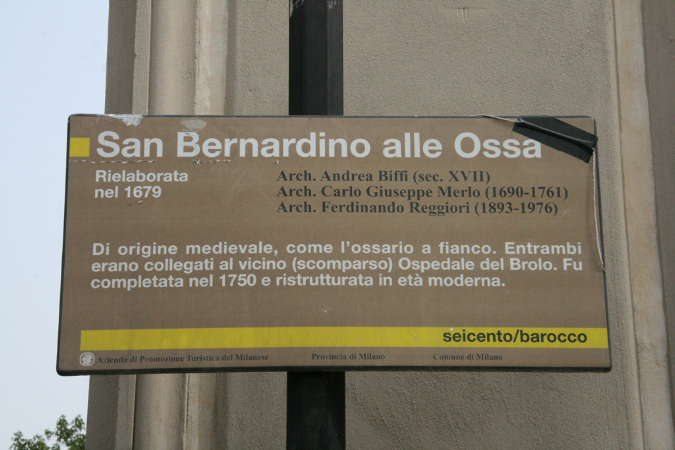 San Bernardino alle Ossa
Rielaborata
nel 1679
Arch. Andrea Biffi (sec. XVII)
Arch. Carlo Giuseppe Merlo (1690-1761)
Arch. Ferdinando Reggiori (1893-1976)
Di origine medievale, come l'ossario a fianco. Entrambi
erano collegati al vicino (scomparso) Ospedale del Brolo. Fu
completata nel 1750 e ristrutturata in età moderna.
seicento/barocco
Azienda di Promozione Turistica del Milanese
Provincia di Milano
Comune di Milano